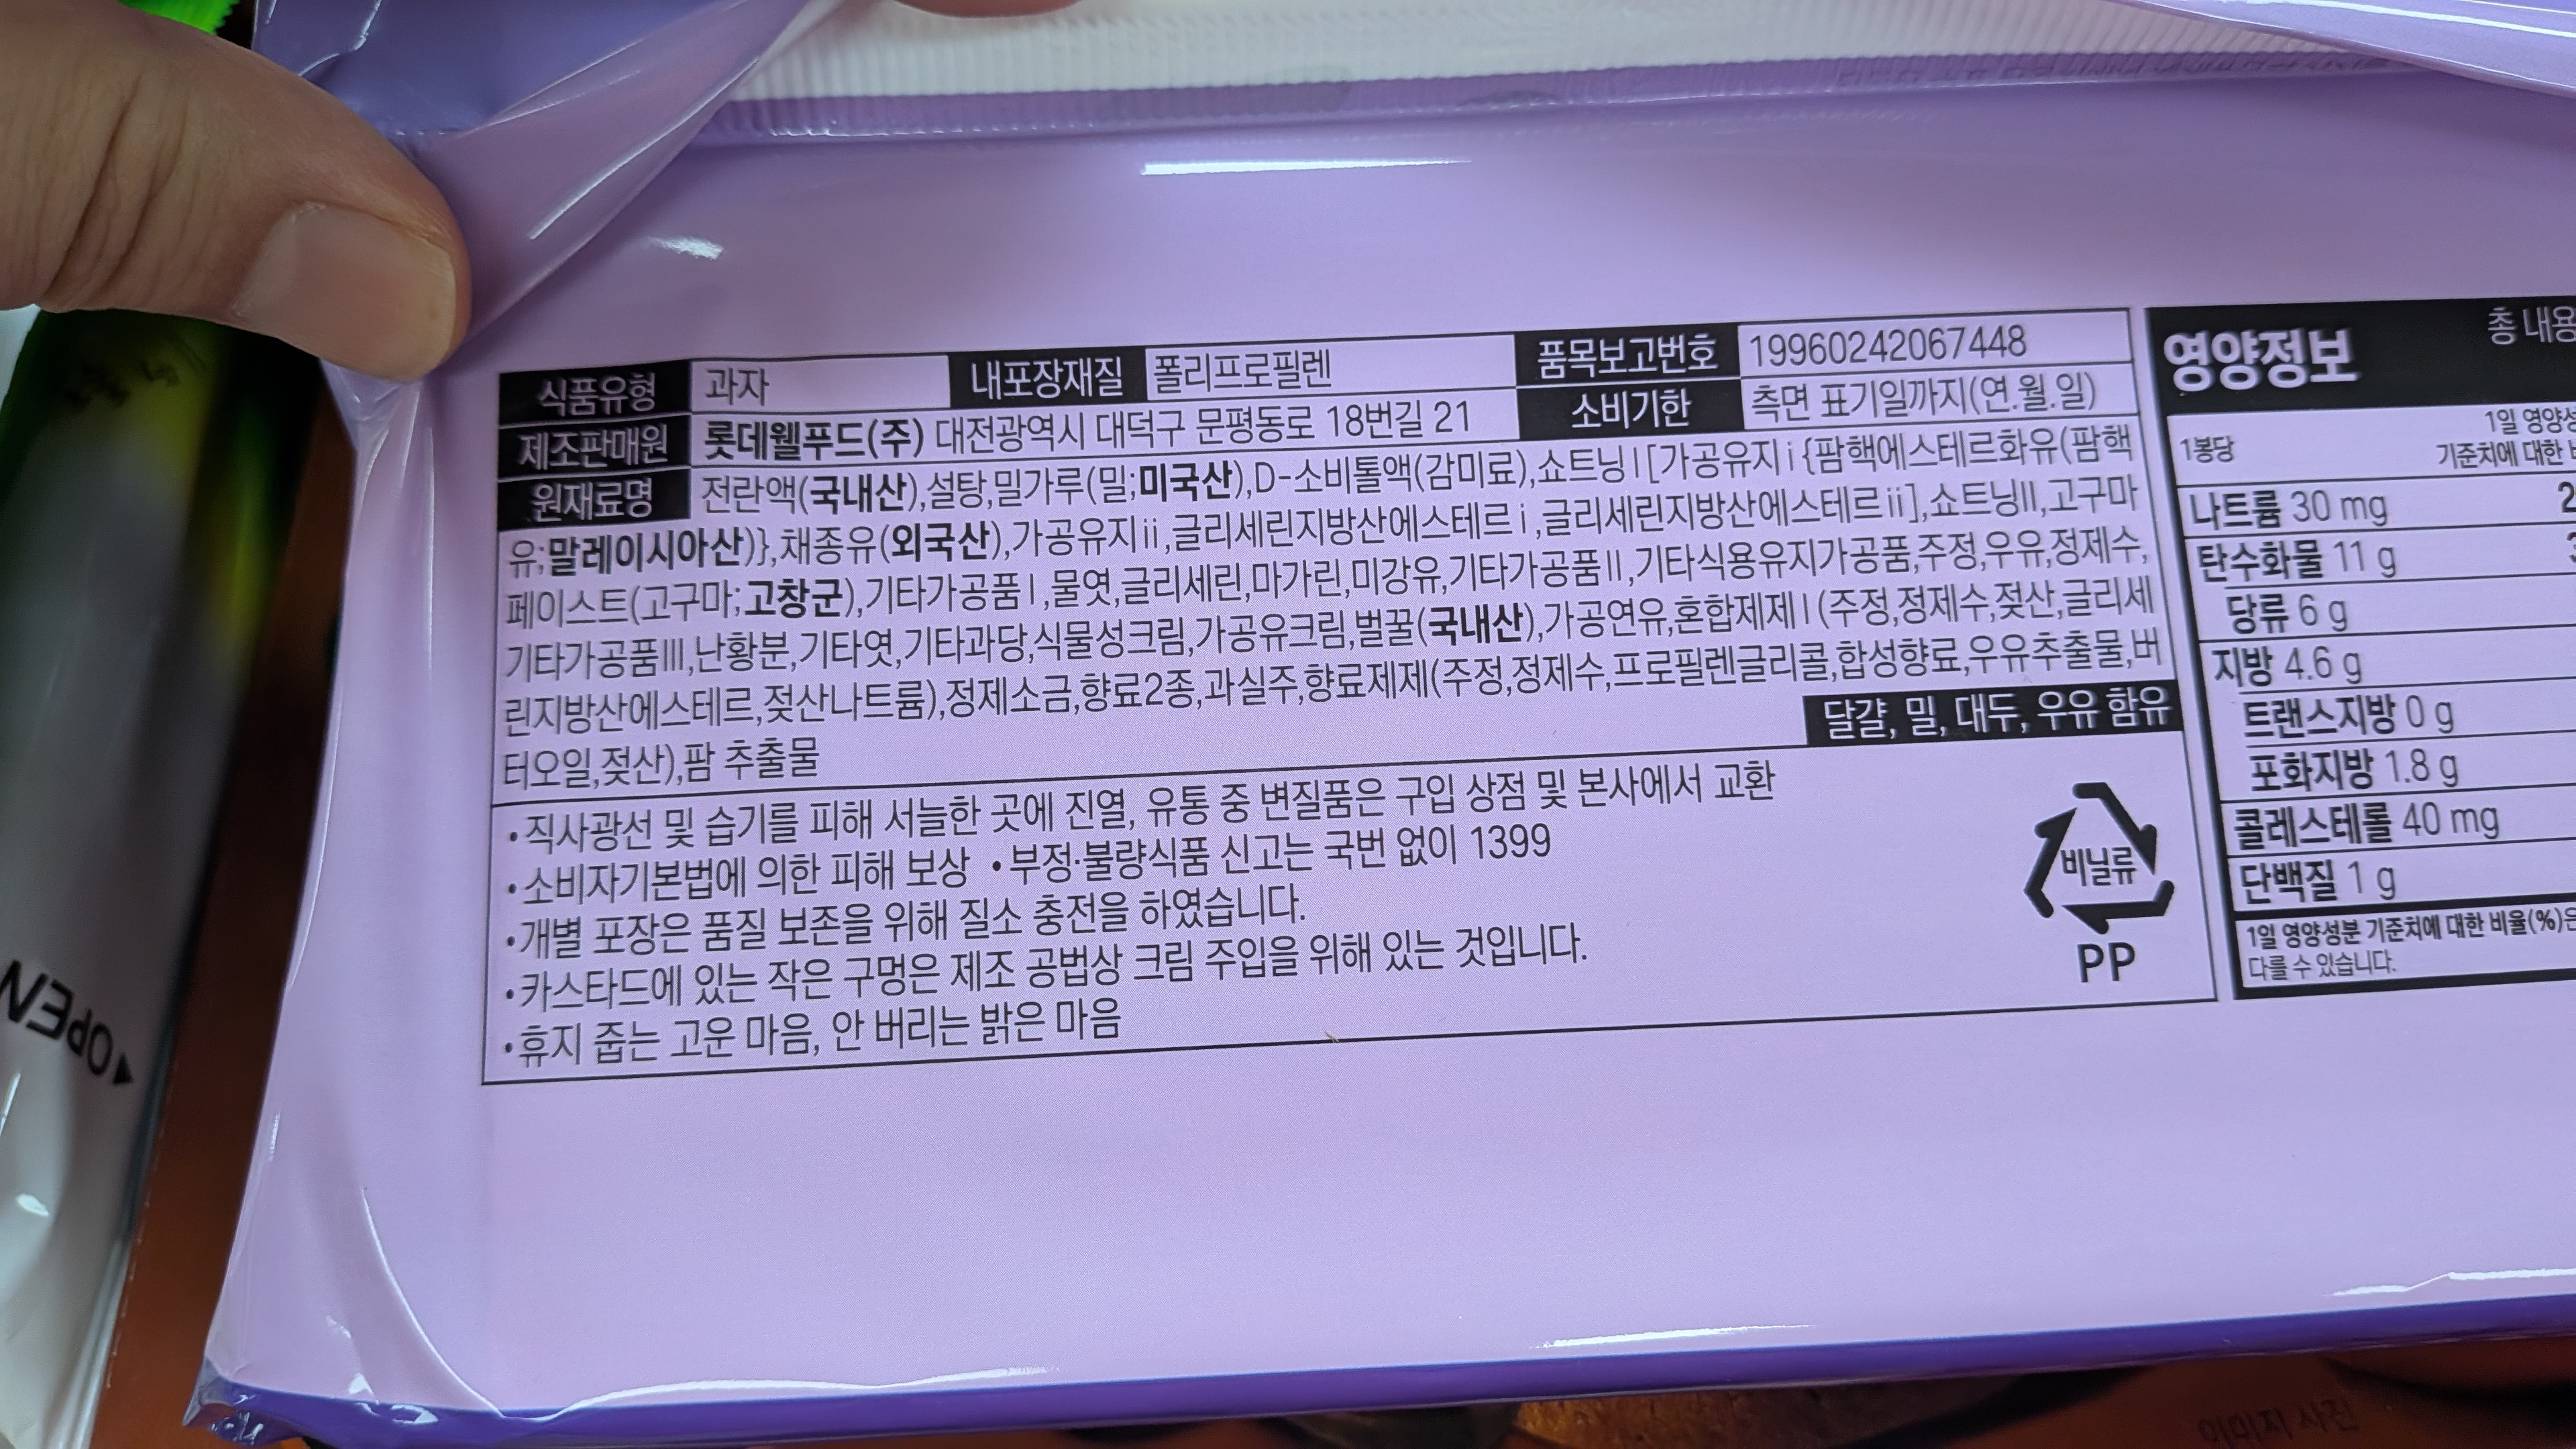 식품유형 과자 내포장재질 폴리프로필렌 품목보고번호 19960242067448
제조판매원 롯데웰푸드(주) 대전광역시 대덕구 문평동로 18번길 21 소비기한 측면 표기일까지(연.월.일)
원재료명 전란액(국내산),설탕,밀가루(밀;미국산),D-소비톨액(감미료),쇼트닝Ⅰ[가공유지ⅰ{팜핵에스테르화유(팜핵
유;말레이시아산)},채종유(외국산),가공유지ⅱ,글리세린지방산에스테르ⅰ,글리세린지방산에스테르ⅱ],쇼트닝Ⅱ,고구마
페이스트(고구마;고창군),기타가공품Ⅰ,물엿,글리세린,마가린,미강유,기타가공품Ⅱ,기타식용유지가공품,주정,우유,정제수,
기타가공품Ⅲ,난황분,기타엿,기타과당,식물성크림,가공유크림,벌꿀(국내산),가공연유,혼합제제Ⅰ(주정,정제수,젖산,글리세
린지방산에스테르,젖산나트륨),정제소금,향료2종,과실주,향료제제(주정,정제수,프로필렌글리콜,합성향료,우유추출물,버
터오일,젖산),팜 추출물
달걀, 밀, 대두, 우유 함유
•직사광선 및 습기를 피해 서늘한 곳에 진열, 유통 중 변질품은 구입 상점 및 본사에서 교환
•소비자기본법에 의한 피해 보상 •부정·불량식품 신고는 국번 없이 1399
•개별 포장은 품질 보존을 위해 질소 충전을 하였습니다.
•카스타드에 있는 작은 구멍은 제조 공법상 크림 주입을 위해 있는 것입니다.
•휴지 줍는 고운 마음, 안 버리는 밝은 마음
비닐류
PP
영양정보 총 내용
1일 영양성
1봉당 기준치에 대한
나트륨 30 mg 2
탄수화물 11 g
당류 6 g
지방 4.6 g
트랜스지방 0 g
포화지방 1.8 g
콜레스테롤 40 mg
단백질 1 g
1일 영양성분 기준치에 대한 비율(%)은
다를 수 있습니다.
OPEN
이미지 사진